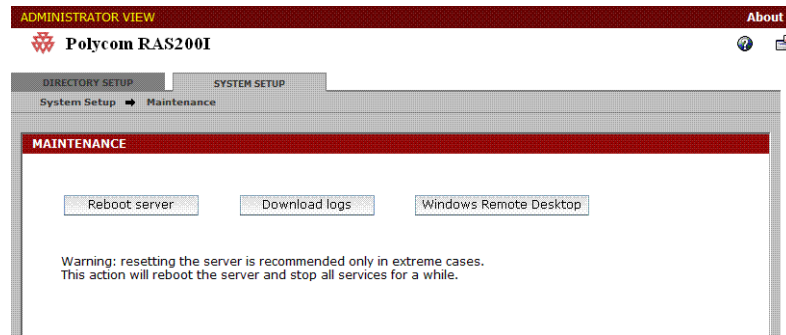 ADMINISTRATOR VIEW About
Polycom RAS200I
DIRECTORY SETUP SYSTEM SETUP
System Setup ➡ Maintenance
MAINTENANCE
Reboot server Download logs Windows Remote Desktop
Warning: resetting the server is recommended only in extreme cases.
This action will reboot the server and stop all services for a while.